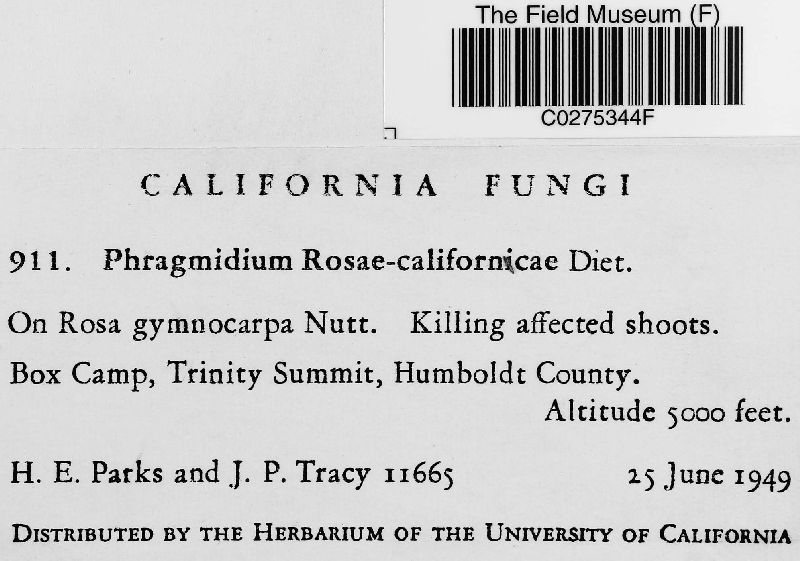 The Field Museum (F)
C0275344F
CALIFORNIA FUNGI
911. Phragmidium Rosae-californicae Diet.
On Rosa gymnocarpa Nutt. Killing affected shoots.
Box Camp, Trinity Summit, Humboldt County.
Altitude 5000 feet.
H. E. Parks and J. P. Tracy 11665 25 June 1949
DISTRIBUTED BY THE HERBARIUM OF THE UNIVERSITY OF CALIFORNIA